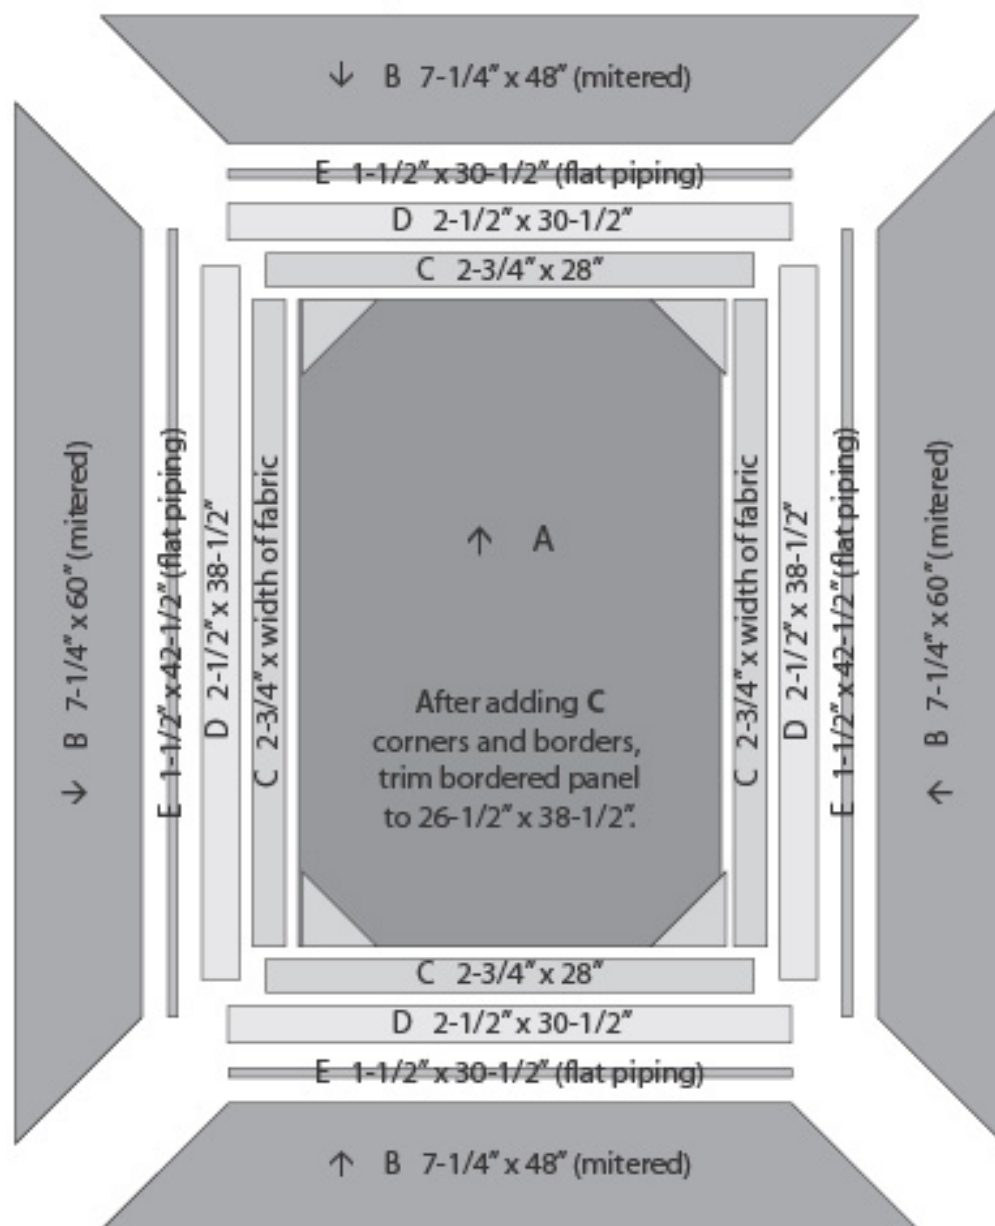 ↓ B 7-1/4” x 48” (mitered)
E 1-1/2” x 30-1/2” (flat piping)
D 2-1/2” x 30-1/2”
C 2-3/4” x 28”
↓ B 7-1/4” x 60” (mitered)
E 1-1/2” x 42-1/2” (flat piping)
D 2-1/2” x 38-1/2”
C 2-3/4” x width of fabric
↑ A
After adding C
corners and borders,
trim bordered panel
to 26-1/2” x 38-1/2”.
C 2-3/4” x width of fabric
D 2-1/2” x 38-1/2”
E 1-1/2” x 42-1/2” (flat piping)
↑ B 7-1/4” x 60” (mitered)
C 2-3/4” x 28”
D 2-1/2” x 30-1/2”
E 1-1/2” x 30-1/2” (flat piping)
↑ B 7-1/4” x 48” (mitered)